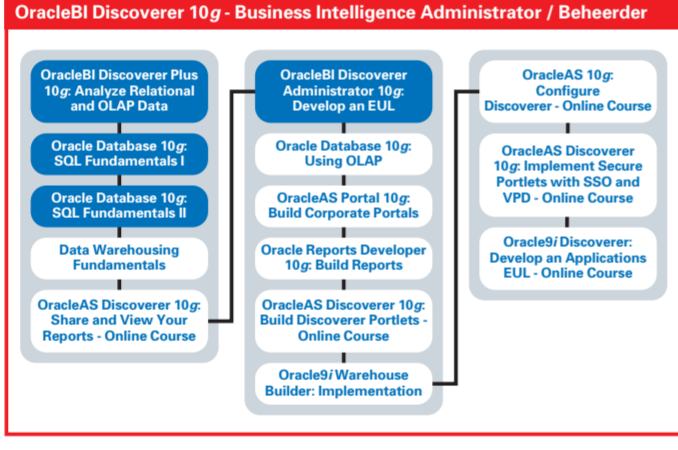 OracleBI Discoverer 10g - Business Intelligence Administrator / Beheerder
OracleBI Discoverer Plus
10g: Analyze Relational
and OLAP Data
Oracle Database 10g:
SQL Fundamentals I
Oracle Database 10g:
SQL Fundamentals II
Data Warehousing
Fundamentals
OracleAS Discoverer 10g:
Share and View Your
Reports - Online Course
OracleBI Discoverer
Administrator 10g:
Develop an EUL
Oracle Database 10g:
Using OLAP
OracleAS Portal 10g:
Build Corporate Portals
Oracle Reports Developer
10g: Build Reports
OracleAS Discoverer 10g:
Build Discoverer Portlets -
Online Course
Oracle9i Warehouse
Builder: Implementation
OracleAS 10g:
Configure
Discoverer - Online Course
OracleAS Discoverer
10g: Implement Secure
Portlets with SSO and
VPD - Online Course
Oracle9i Discoverer:
Develop an Applications
EUL - Online Course